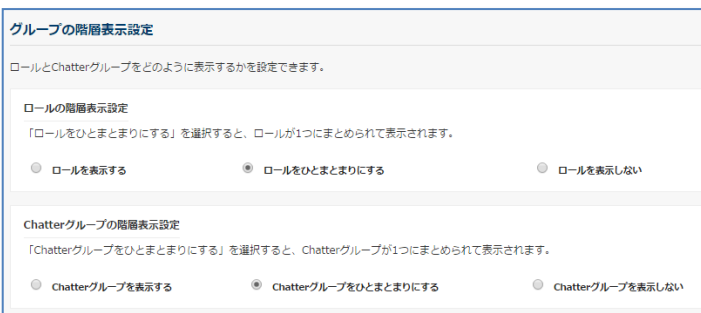 グループの階層表示設定
ロールとChatterグループをどのように表示するかを設定できます。
ロールの階層表示設定
「ロールをひとまとまりにする」を選択すると、ロールが1つにまとめられて表示されます。
ロールを表示する ロールをひとまとまりにする ロールを表示しない
Chatterグループの階層表示設定
「Chatterグループをひとまとまりにする」を選択すると、Chatterグループが1つにまとめられて表示されます。
Chatterグループを表示する Chatterグループをひとまとまりにする Chatterグループを表示しない